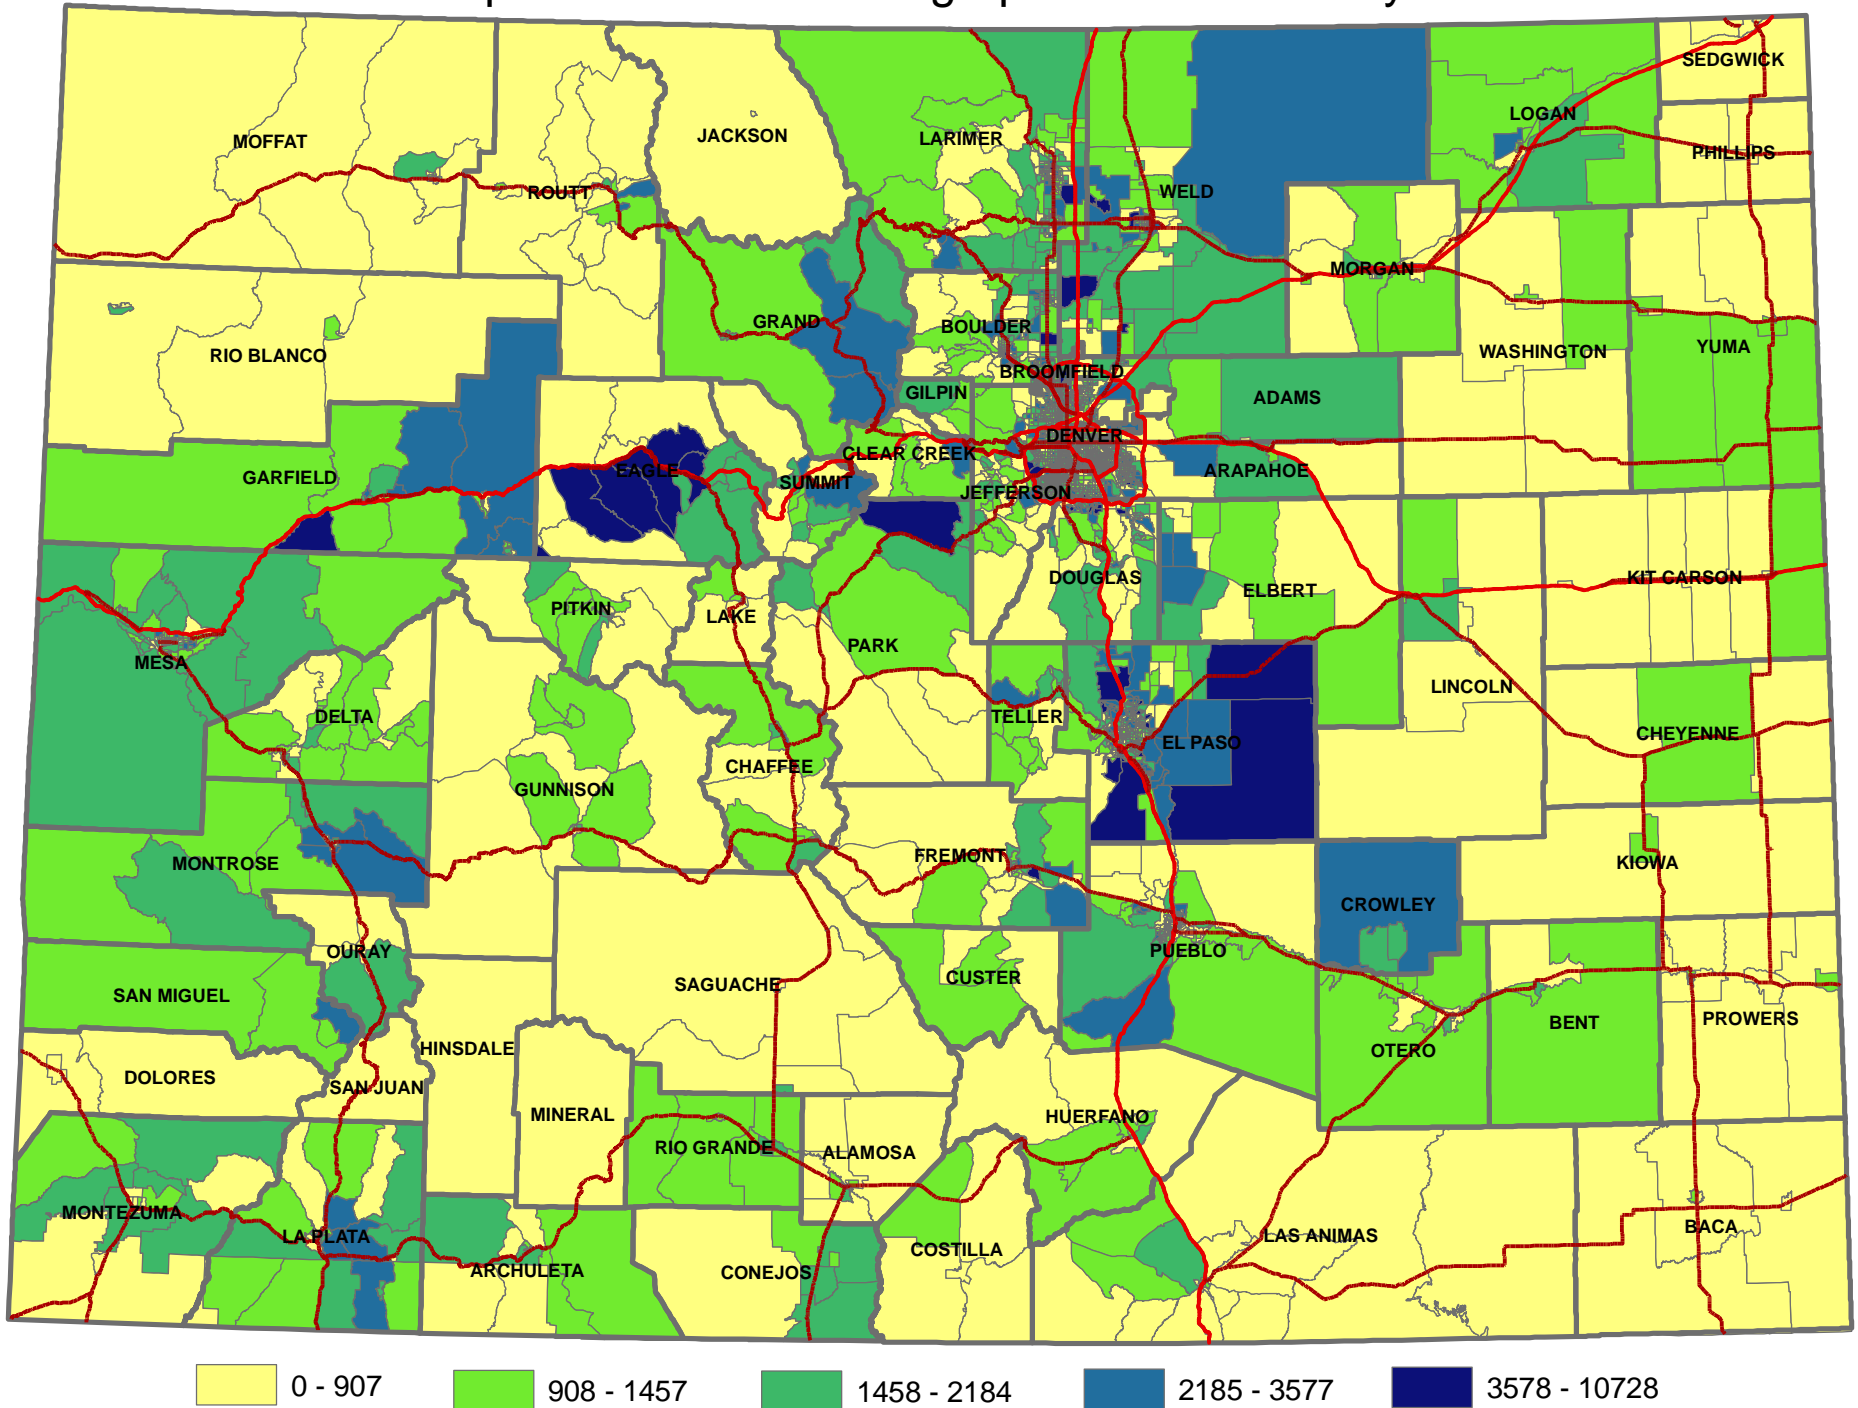 SEDGWICK
LOGAN
MOFFAT
JACKSON
LARIMER
PHILLIPS
ROUTT
WELD
MORGAN
GRAND
BOULDER
RIO BLANCO
WASHINGTON
YUMA
BROOMFIELD
GILPIN
ADAMS
DENVER
CLEAR CREEK
GARFIELD
EAGLE
SUMMIT
ARAPAHOE
JEFFERSON
DOUGLAS
KIT CARSON
ELBERT
PITKIN
LAKE
PARK
MESA
LINCOLN
DELTA
TELLER
CHEYENNE
EL PASO
CHAFFEE
GUNNISON
FREMONT
MONTROSE
KIOWA
CROWLEY
OURAY
PUEBLO
SAN MIGUEL
SAGUACHE
CUSTER
BENT
PROWERS
HINSDALE
OTERO
DOLORES
SAN JUAN
MINERAL
HUERFANO
RIO GRANDE
ALAMOSA
MONTEZUMA
LA PLATA
LAS ANIMAS
BACA
COSTILLA
ARCHULETA
CONEJOS
0 - 907
908 - 1457
1458 - 2184
2185 - 3577
3578 - 10728